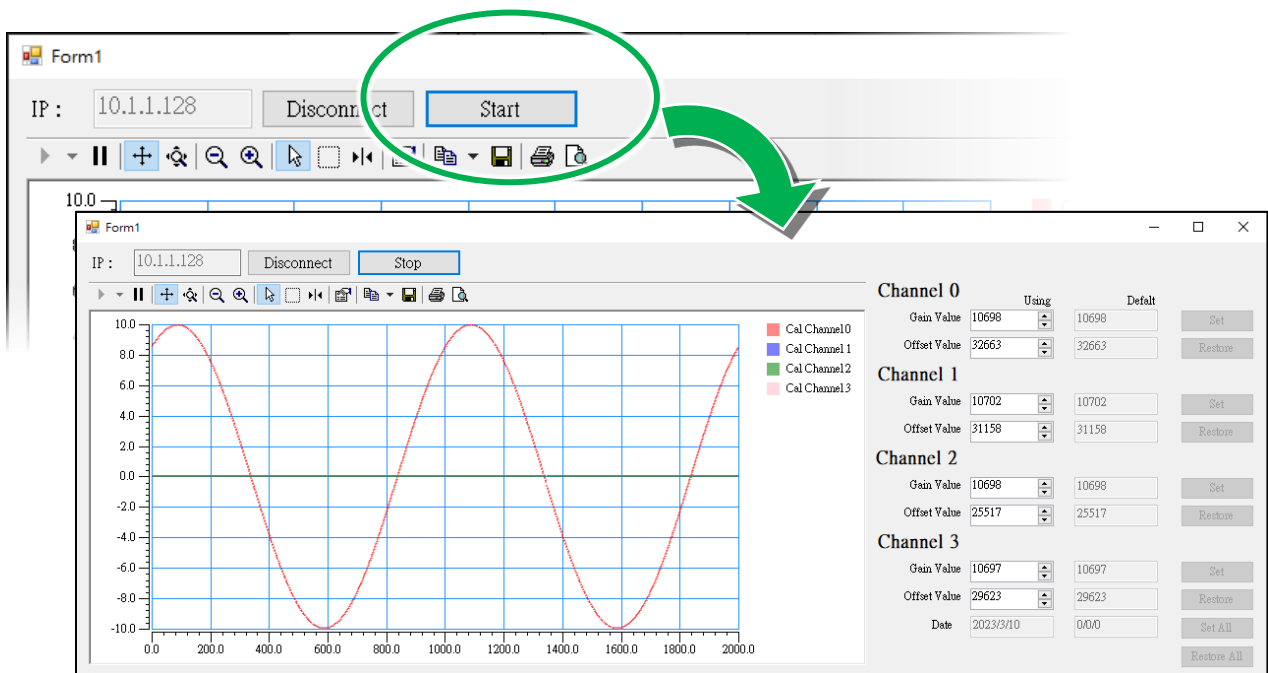 Form1
IP : 10.1.1.128 Disconnect Start
10.0
Form1
IP : 10.1.1.128 Disconnect Stop
Channel 0 Using Defalt
Gain Value 10698 10698 Set
Offset Value 32663 32663 Restore
Channel 1
Gain Value 10702 10702 Set
Offset Value 31158 31158 Restore
Channel 2
Gain Value 10698 10698 Set
Offset Value 25517 25517 Restore
Channel 3
Gain Value 10697 10697 Set
Offset Value 29623 29623 Restore
Date 2023/3/10 0/0/0 Set All
Restore All
Cal Channel0
Cal Channel 1
Cal Channel2
Cal Channel3
10.0
8.0
6.0
4.0
2.0
0.0
-2.0
-4.0
-6.0
-8.0
-10.0
0.0 200.0 400.0 600.0 800.0 1000.0 1200.0 1400.0 1600.0 1800.0 2000.0